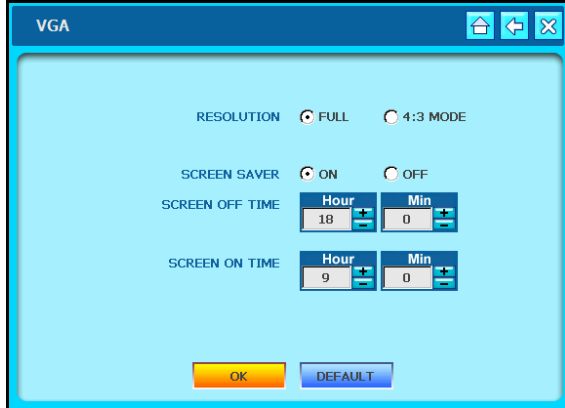 VGA
RESOLUTION FULL 4:3 MODE
SCREEN SAVER ON OFF
Hour Min
SCREEN OFF TIME 18 0
Hour Min
SCREEN ON TIME 9 0
OK DEFAULT